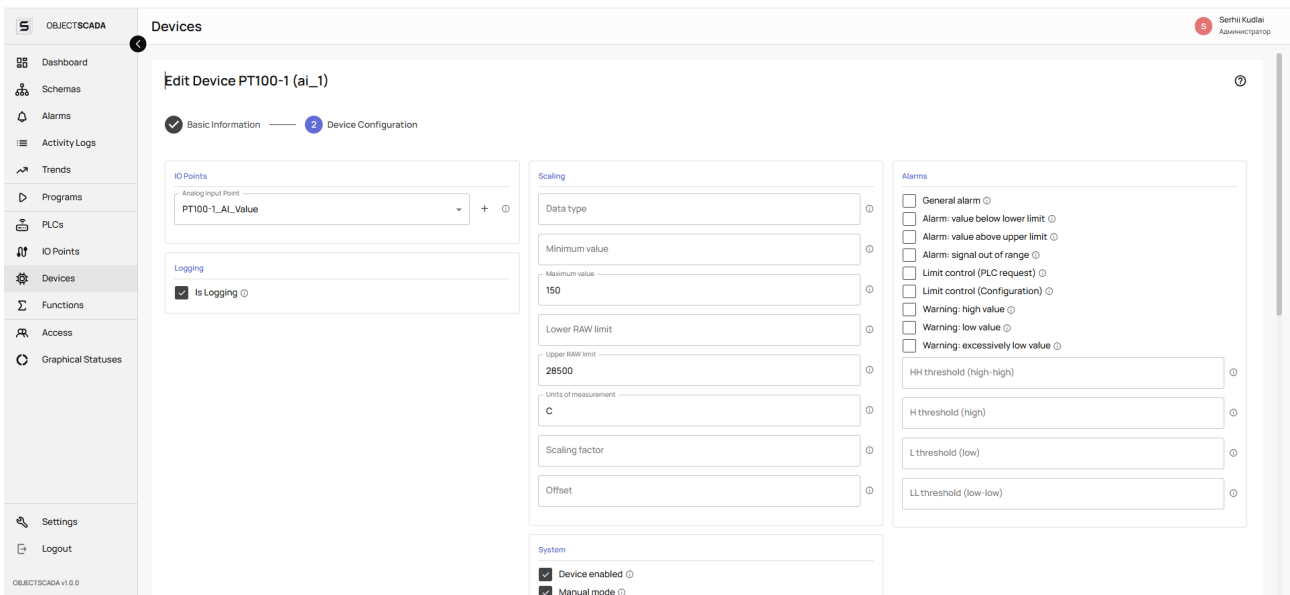 OBJECTSCADA
Devices
S
Serhii Kudlai
Администратор
Dashboard
Schemas
Alarms
Activity Logs
Trends
Programs
PLCs
IO Points
Devices
Functions
Access
Graphical Statuses
Settings
Logout
OBJECTSCADA v1.0.0
Edit Device PT100-1 (ai_1)
Basic Information
2 Device Configuration
IO Points
Analog Input Point
PT100-1_AI_Value
Logging
Is Logging
Scaling
Data type
Minimum value
Maximum value
150
Lower RAW limit
Upper RAW limit
28500
Units of measurement
C
Scaling factor
Offset
System
Device enabled
Manual mode
Alarms
General alarm
Alarm: value below lower limit
Alarm: value above upper limit
Alarm: signal out of range
Limit control (PLC request)
Limit control (Configuration)
Warning: high value
Warning: low value
Warning: excessively low value
HH threshold (high-high)
H threshold (high)
L threshold (low)
LL threshold (low-low)